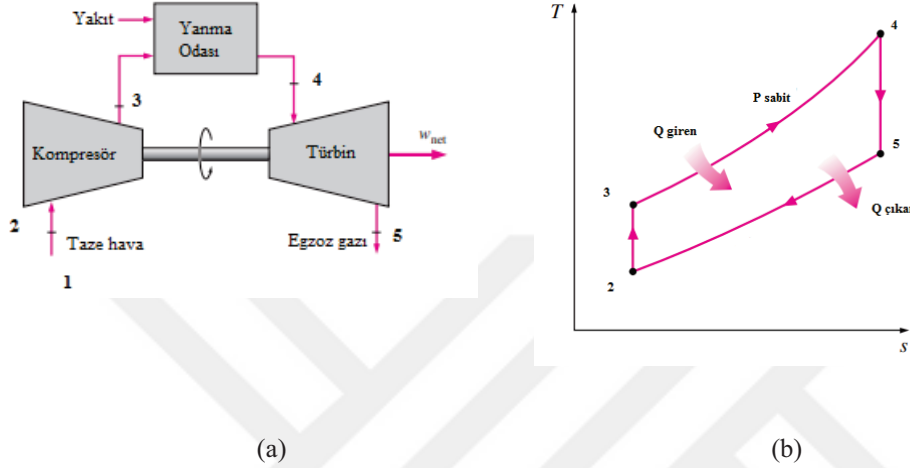 Yakıt
Yanma
Odası
3
4
Kompresör
Türbin
wnet
2
Taze hava
Egzoz gazı
5
1
(a)
T
4
P sabit
Q giren
5
3
Q çıkan
2
s
(b)